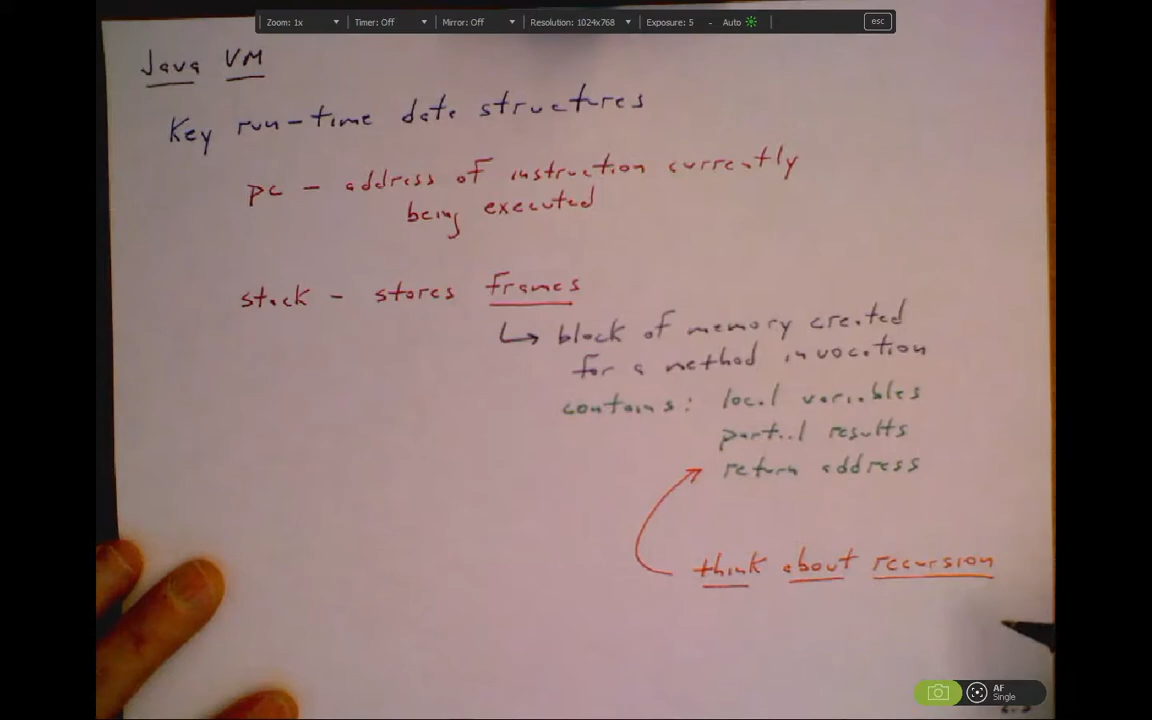 Zoom: 1x Timer: Off Mirror: Off Resolution: 1024x768 Exposure: 5 - Auto esc
Java VM
Key run-time date structures
pc - address of instruction currently
being executed
stack - stores frames
↳ block of memory created
for a method invocation
contains: local variables
partial results
return address
think about recursion
AF
Single